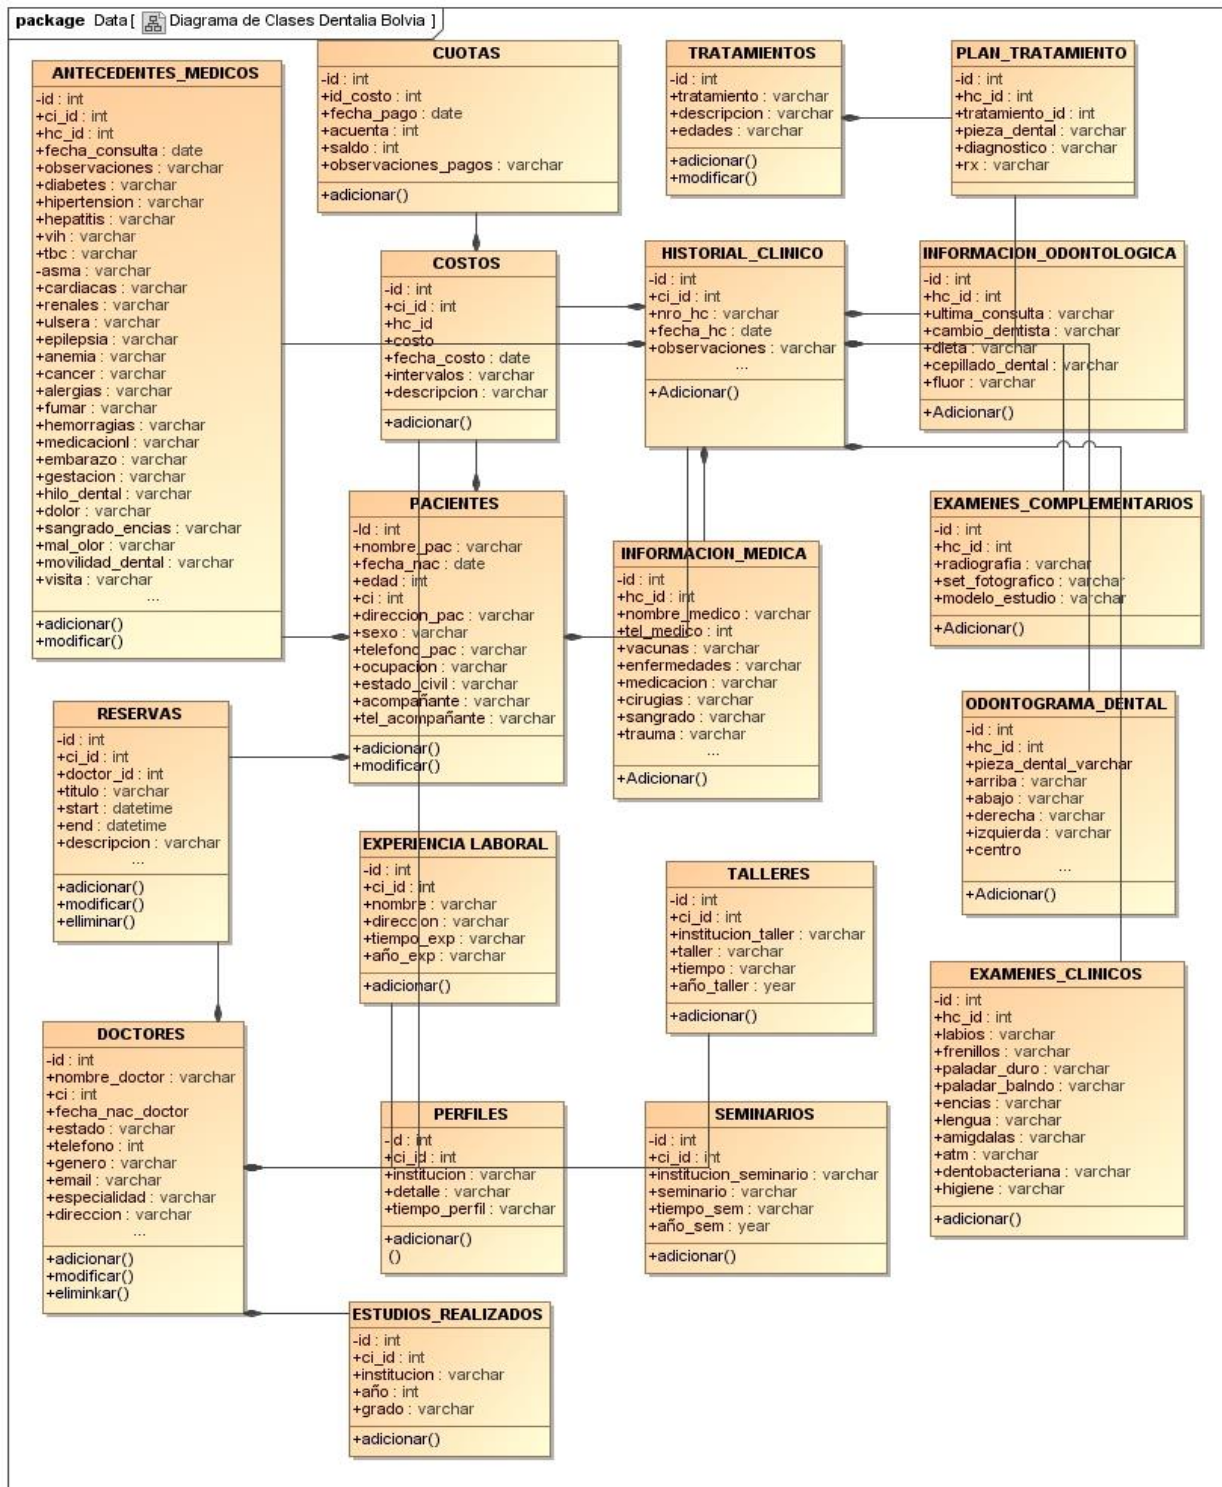 package Data [ Diagrama de Clases Dentalia Bolvia ]
ANTECEDENTES_MEDICOS
-id : int
+ci_id : int
+hc_id : int
+fecha_consulta : date
+observaciones : varchar
+diabetes : varchar
+hipertension : varchar
+hepatitis : varchar
+vih : varchar
+tbc : varchar
-asma : varchar
+cardiacas : varchar
+renales : varchar
+ulsera : varchar
+epilepsia : varchar
+anemia : varchar
+cancer : varchar
+alergias : varchar
+fumar : varchar
+hemorragias : varchar
+medicacionl : varchar
+embarazo : varchar
+gestacion : varchar
+hilo_dental : varchar
+dolor : varchar
+sangrado_encias : varchar
+mal_olor : varchar
+movilidad_dental : varchar
+visita : varchar
...
+adicionar()
+modificar()
CUOTAS
-id : int
+id_costo : int
+fecha_pago : date
+acuenta : int
+saldo : int
+observaciones_pagos : varchar
+adicionar()
TRATAMIENTOS
-id : int
+tratamiento : varchar
+descripcion : varchar
+edades : varchar
+adicionar()
+modificar()
PLAN_TRATAMIENTO
-id : int
+hc_id : int
+tratamiento_id : int
+pieza_dental : varchar
+diagnostico : varchar
+rx : varchar
COSTOS
-id : int
+ci_id : int
+hc_id
+costo
+fecha_costo : date
+intervalos : varchar
+descripcion : varchar
+adicionar()
HISTORIAL_CLINICO
-id : int
+ci_id : int
+nro_hc : varchar
+fecha_hc : date
+observaciones : varchar
...
+Adicionar()
INFORMACION_ODONTOLOGICA
-id : int
+hc_id : int
+ultima_consulta : varchar
+cambio_dentista : varchar
+dieta : varchar
+cepillado_dental : varchar
+fluor : varchar
+Adicionar()
PACIENTES
-Id : int
+nombre_pac : varchar
+fecha_nac : date
+edad : int
+ci : int
+direccion_pac : varchar
+sexo : varchar
+telefono_pac : varchar
+ocupacion : varchar
+estado_civil : varchar
+acompañante : varchar
+tel_acompañante : varchar
+adicionar()
+modificar()
INFORMACION_MEDICA
-id : int
+hc_id : int
+nombre_medico : varchar
+tel_medico : int
+vacunas : varchar
+enfermedades : varchar
+medicacion : varchar
+cirugias : varchar
+sangrado : varchar
+trauma : varchar
...
+Adicionar()
EXAMENES_COMPLEMENTARIOS
-id : int
+hc_id : int
+radiografia : varchar
+set_fotografico : varchar
+modelo_estudio : varchar
+Adicionar()
RESERVAS
-id : int
+ci_id : int
+doctor_id : int
+titulo : varchar
+start : datetime
+end : datetime
+descripcion : varchar
...
+adicionar()
+modificar()
+elliminar()
EXPERIENCIA LABORAL
-id : int
+ci_id : int
+nombre : varchar
+direccion : varchar
+tiempo_exp : varchar
+año_exp : varchar
+adicionar()
TALLERES
-id : int
+ci_id : int
+institucion_taller : varchar
+taller : varchar
+tiempo : varchar
+año_taller : year
+adicionar()
ODONTOGRAMA_DENTAL
-id : int
+hc_id : int
+pieza_dental_varchar
+arriba : varchar
+abajo : varchar
+derecha : varchar
+izquierda : varchar
+centro
...
+Adicionar()
DOCTORES
-id : int
+nombre_doctor : varchar
+ci : int
+fecha_nac_doctor
+estado : varchar
+telefono : int
+genero : varchar
+email : varchar
+especialidad : varchar
+direccion : varchar
...
+adicionar()
+modificar()
+eliminkar()
PERFILES
-id : int
+ci_id : int
+institucion : varchar
+detalle : varchar
+tiempo_perfil : varchar
+adicionar()
()
SEMINARIOS
-id : int
+ci_id : int
+institucion_seminario : varchar
+seminario : varchar
+tiempo_sem : varchar
+año_sem : year
+adicionar()
EXAMENES_CLINICOS
-id : int
+hc_id : int
+labios : varchar
+frenillos : varchar
+paladar_duro : varchar
+paladar_balndo : varchar
+encias : varchar
+lengua : varchar
+amigdalas : varchar
+atm : varchar
+dentobacteriana : varchar
+higiene : varchar
+adicionar()
ESTUDIOS_REALIZADOS
-id : int
+ci_id : int
+institucion : varchar
+año : int
+grado : varchar
+adicionar()